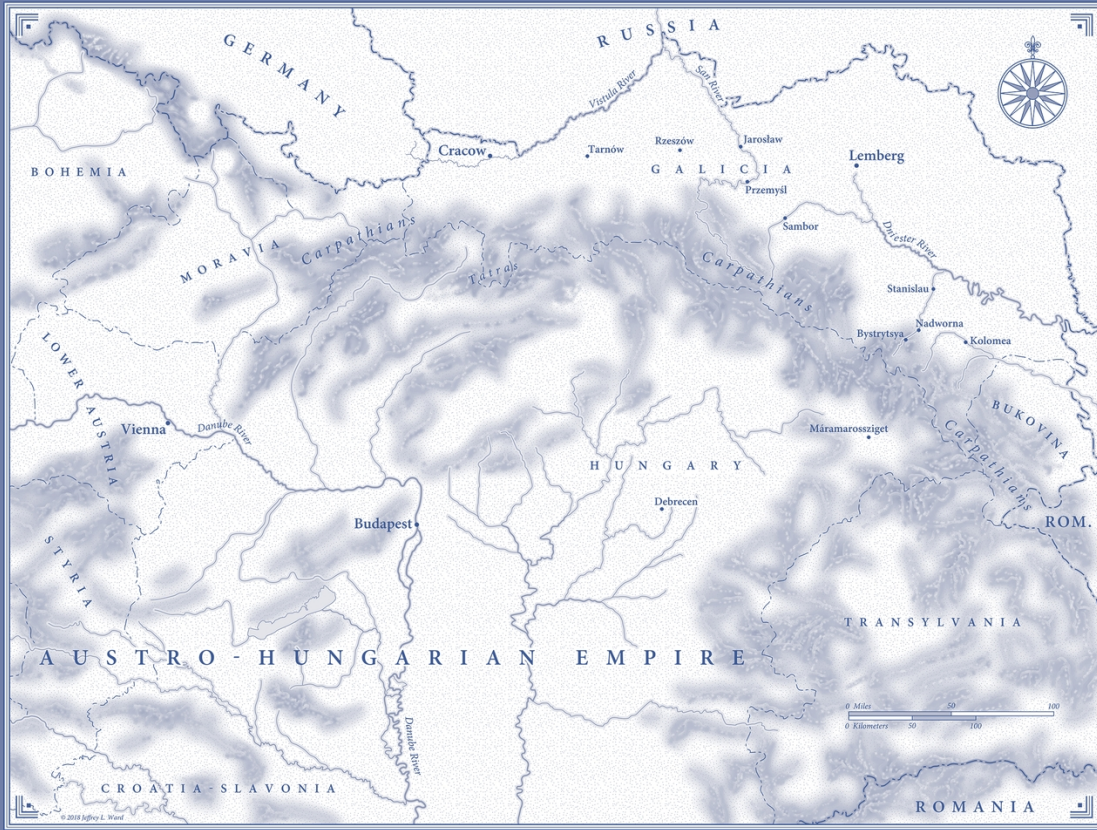 GERMANY
RUSSIA
Vistula River
San River
Cracow
Tarnów
Rzeszów
Jarosław
Lemberg
BOHEMIA
GALICIA
Przemyśl
Sambor
MORAVIA
Carpathians
Tatras
Carpathians
Dniester River
Stanislau
Nadworna
Bystrytsya
Kolomea
LOWER AUSTRIA
Vienna
Danube River
Máramarossziget
BUKOVINA
Carpathians
HUNGARY
Debrecen
Budapest
ROM.
STYRIA
TRANSYLVANIA
AUSTRO-HUNGARIAN EMPIRE
0 Miles 50 100
0 Kilometers 50 100
Danube River
CROATIA-SLAVONIA
ROMANIA
© 2018 Jeffrey L. Ward